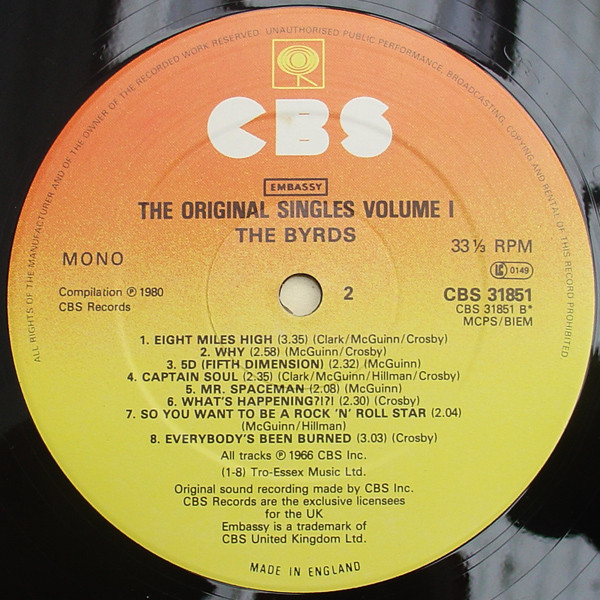 ALL RIGHTS OF THE MANUFACTURER AND OF THE OWNER OF THE RECORDED WORK RESERVED. UNAUTHORISED PUBLIC PERFORMANCE, BROADCASTING, COPYING AND RENTAL OF THIS RECORD PROHIBITED
CBS
EMBASSY
THE ORIGINAL SINGLES VOLUME I
THE BYRDS
MONO
33 ⅓ RPM
LC 0149
Compilation ℗ 1980
CBS Records
2
CBS 31851
CBS 31851 B*
MCPS/BIEM
1. EIGHT MILES HIGH (3.35) (Clark/McGuinn/Crosby)
2. WHY (2.58) (McGuinn/Crosby)
3. 5D (FIFTH DIMENSION) (2.32) (McGuinn)
4. CAPTAIN SOUL (2.35) (Clark/McGuinn/Hillman/Crosby)
5. MR. SPACEMAN (2.08) (McGuinn)
6. WHAT'S HAPPENING?!?! (2.30) (Crosby)
7. SO YOU WANT TO BE A ROCK 'N' ROLL STAR (2.04)
(McGuinn/Hillman)
8. EVERYBODY'S BEEN BURNED (3.03) (Crosby)
All tracks ℗ 1966 CBS Inc.
(1-8) Tro-Essex Music Ltd.
Original sound recording made by CBS Inc.
CBS Records are the exclusive licensees
for the UK
Embassy is a trademark of
CBS United Kingdom Ltd.
MADE IN ENGLAND